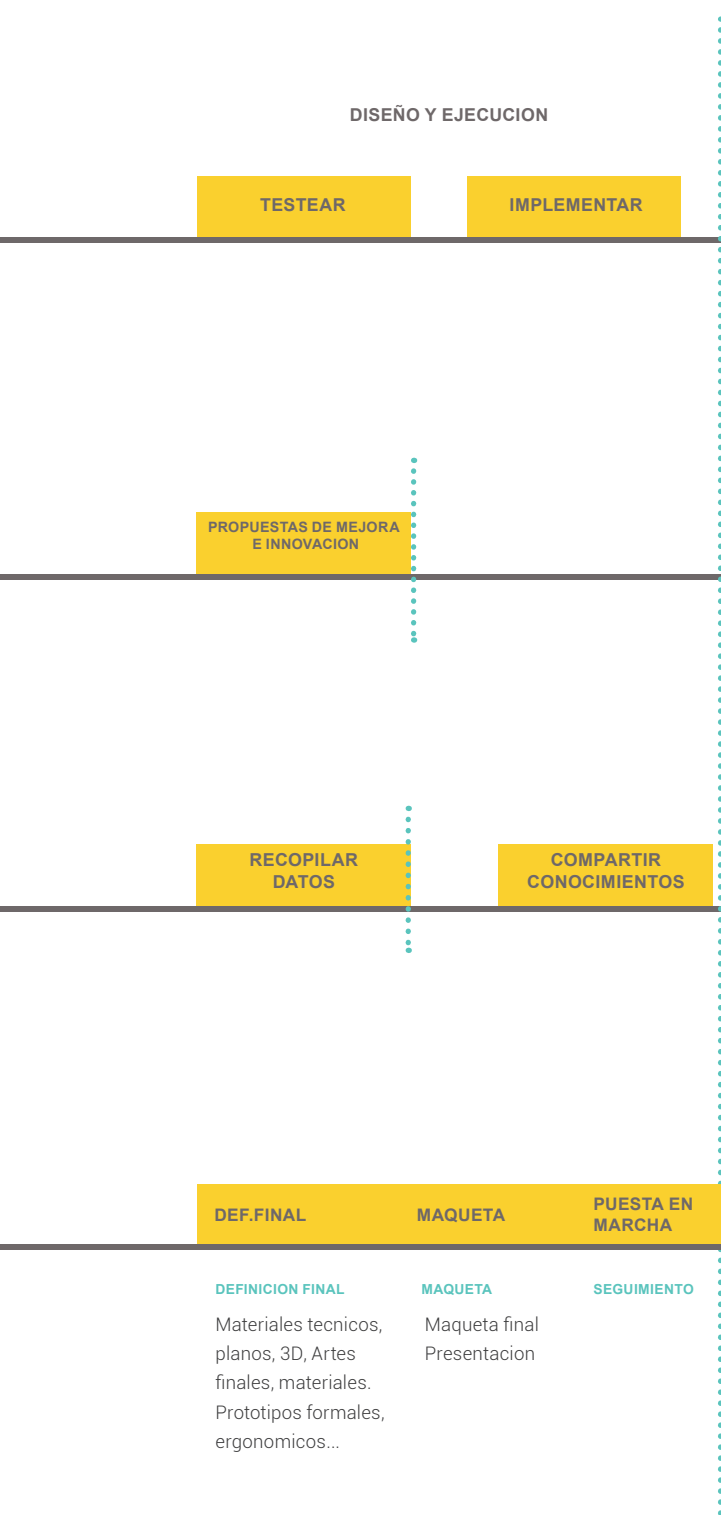 DISEÑO Y EJECUCION
TESTEAR
IMPLEMENTAR
PROPUESTAS DE MEJORA
E INNOVACION
RECOPILAR
DATOS
COMPARTIR
CONOCIMIENTOS
DEF.FINAL
MAQUETA
PUESTA EN
MARCHA
DEFINICION FINAL
Materiales tecnicos,
planos, 3D, Artes
finales, materiales.
Prototipos formales,
ergonomicos...
MAQUETA
Maqueta final
Presentacion
SEGUIMIENTO